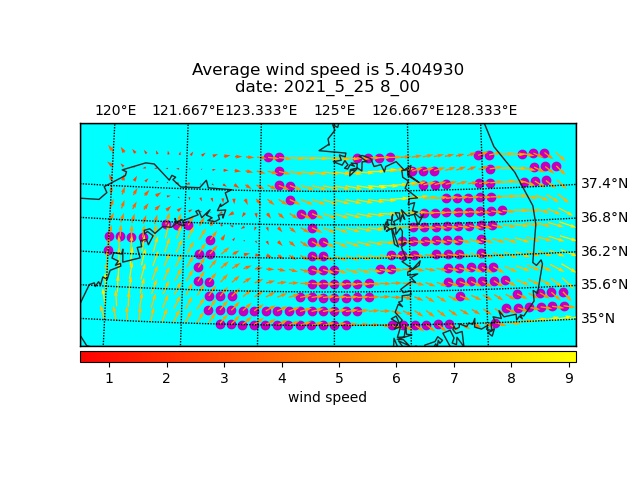 Average wind speed is 5.404930
date: 2021_5_25 8_00
120°E 121.667°E 123.333°E 125°E 126.667°E 128.333°E
37.4°N
36.8°N
36.2°N
35.6°N
35°N
1 2 3 4 5 6 7 8 9
wind speed